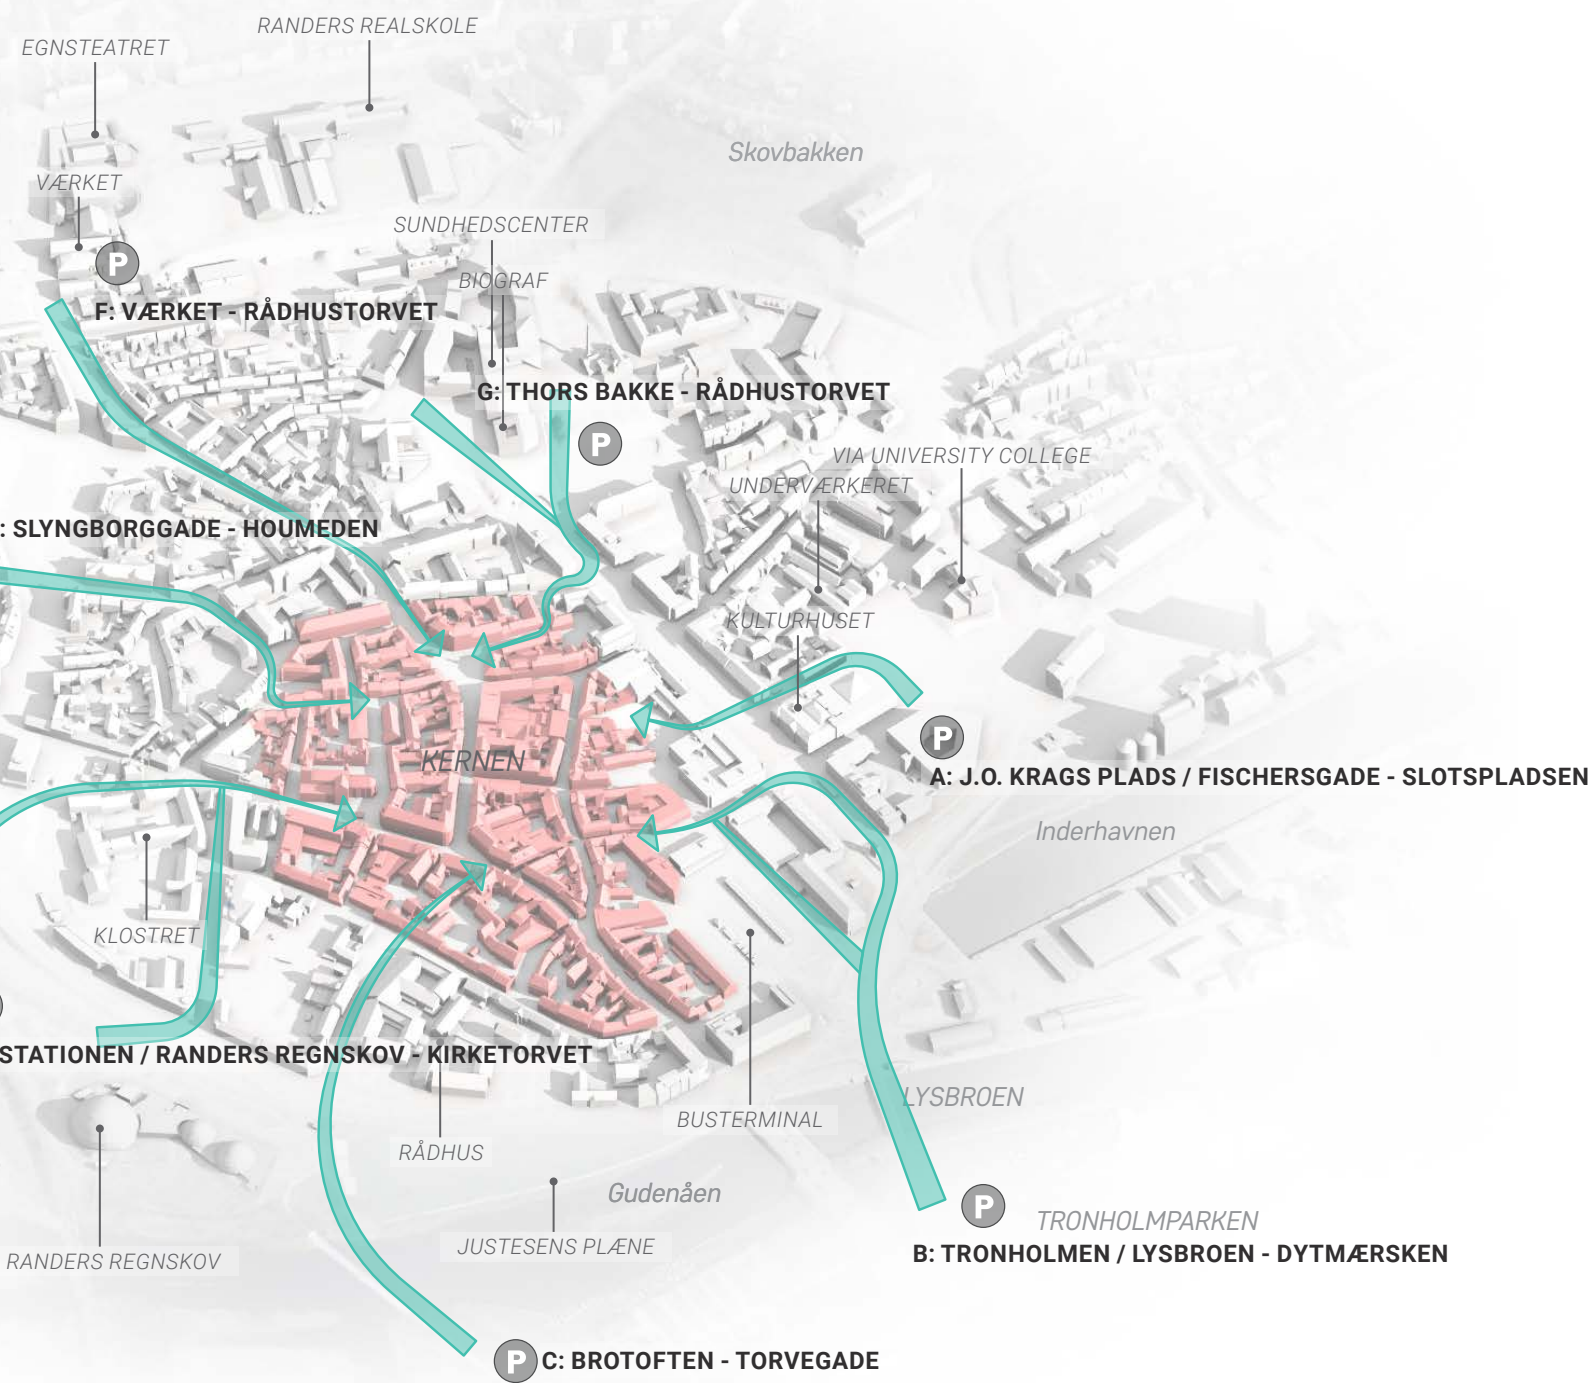 RANDERS REALSKOLE
EGNSTEATRET
Skovbakken
VÆRKET
SUNDHEDSCENTER
P
BIOGRAF
F: VÆRKET - RÅDHUSTORVET
G: THORS BAKKE - RÅDHUSTORVET
P
VIA UNIVERSITY COLLEGE
UNDERVÆRKERET
: SLYNGBORGGADE - HOUMEDEN
KULTURHUSET
P
KERNEN
A: J.O. KRAGS PLADS / FISCHERSGADE - SLOTSPLADSEN
Inderhavnen
KLOSTRET
STATIONEN / RANDERS REGNSKOV - KIRKETORVET
LYSBROEN
BUSTERMINAL
RÅDHUS
Gudenåen
P
TRONHOLMPARKEN
JUSTESENS PLÆNE
B: TRONHOLMEN / LYSBROEN - DYTMÆRSKEN
RANDERS REGNSKOV
P
C: BROTOFTEN - TORVEGADE